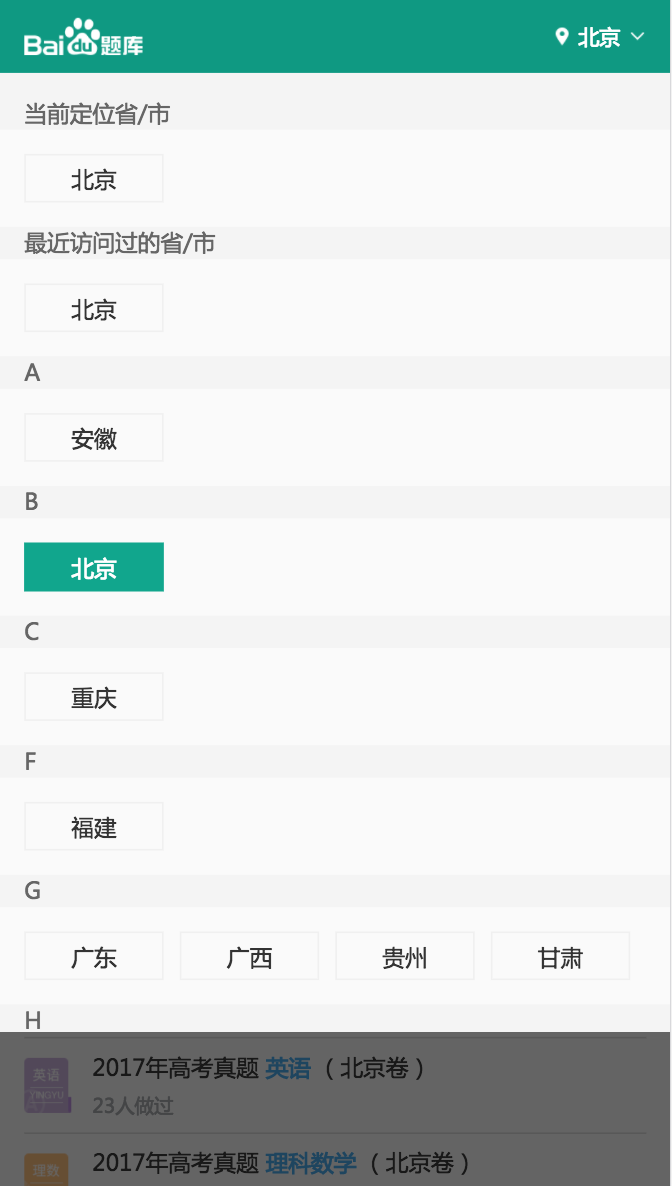 Bai du 题库
北京
当前定位省/市
北京
最近访问过的省/市
北京
A
安徽
B
北京
C
重庆
F
福建
G
广东 广西 贵州 甘肃
H
英语
YINGYU
2017年高考真题 英语 （北京卷）
23人做过
理数
2017年高考真题 理科数学 （北京卷）